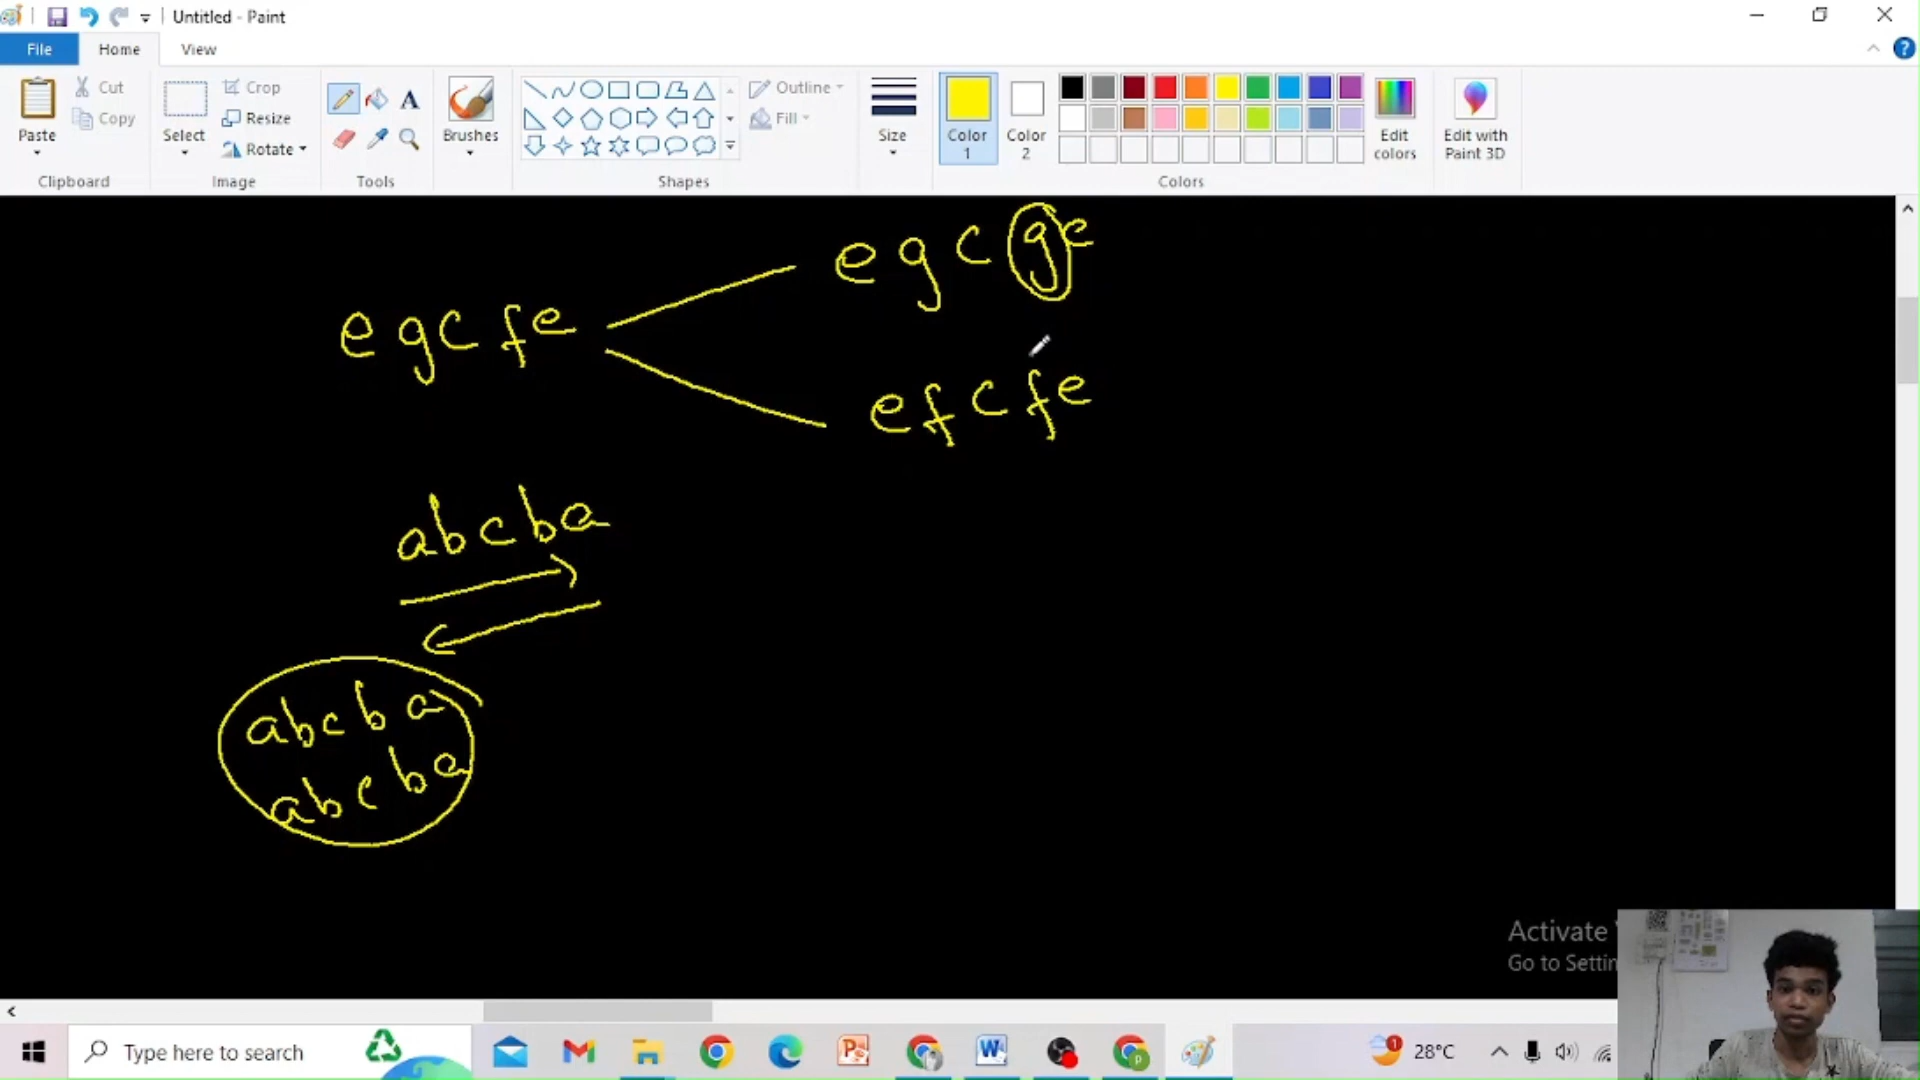 Untitled - Paint
File Home View
Paste
Cut
Copy
Clipboard
Select
Crop
Resize
Rotate
Image
A
Tools
Brushes
Shapes
Outline
Fill
Size
Color 1
Color 2
Colors
Edit colors
Edit with Paint 3D
egcge
egcfe
efcfe
abcba
abcba
abcba
Activate
Go to Settin
Type here to search
1
28°C